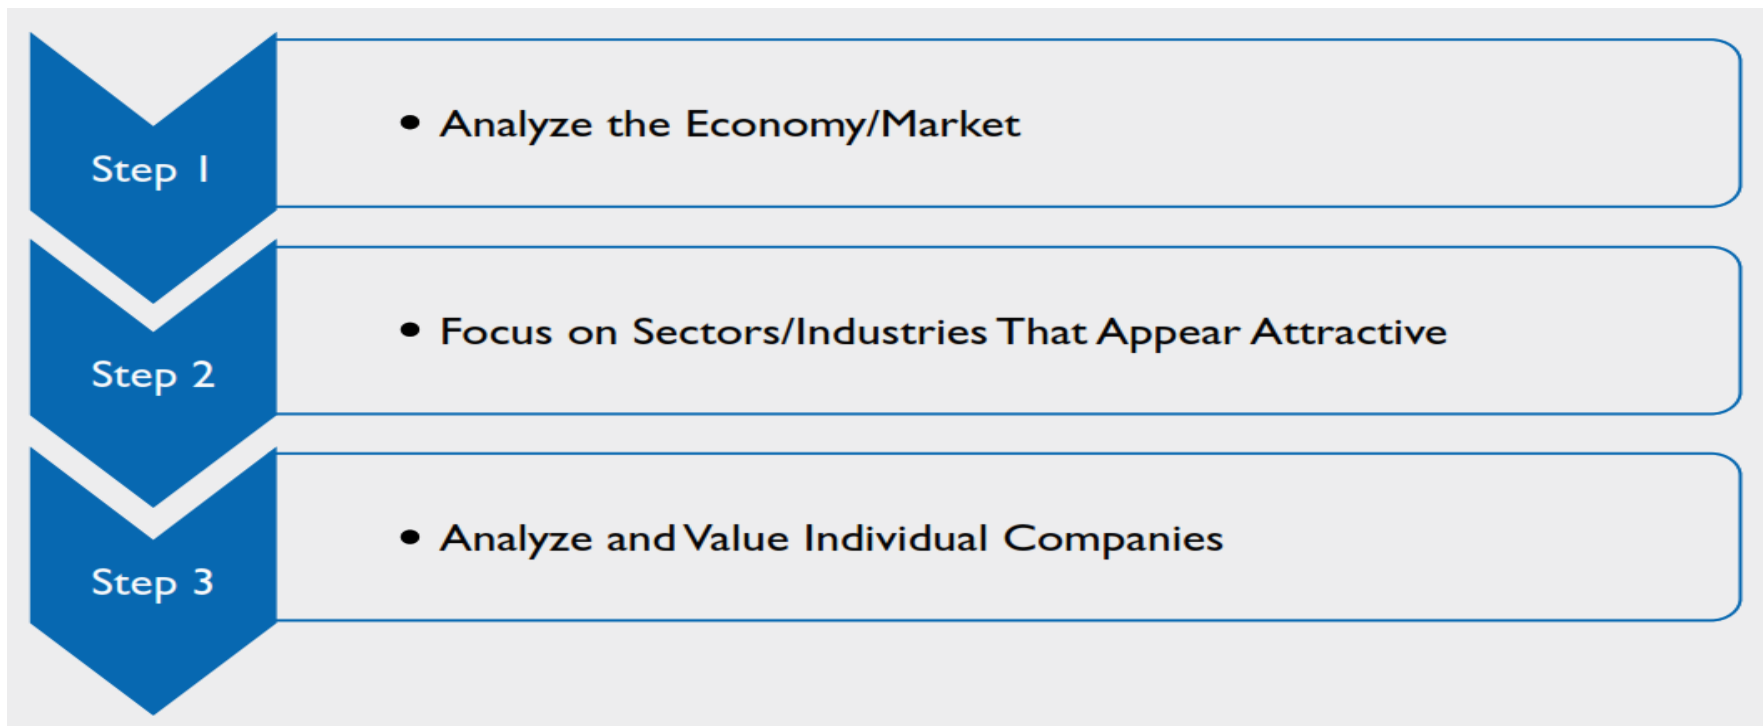 Step 1
• Analyze the Economy/Market
Step 2
• Focus on Sectors/Industries That Appear Attractive
Step 3
• Analyze and Value Individual Companies